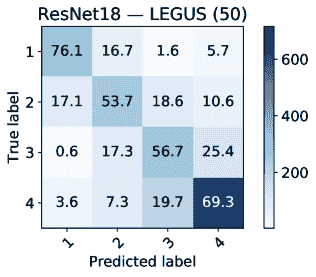 ResNet18 — LEGUS (50)
True label
1 76.1 16.7 1.6 5.7
2 17.1 53.7 18.6 10.6
3 0.6 17.3 56.7 25.4
4 3.6 7.3 19.7 69.3
1 2 3 4
Predicted label
600
400
200